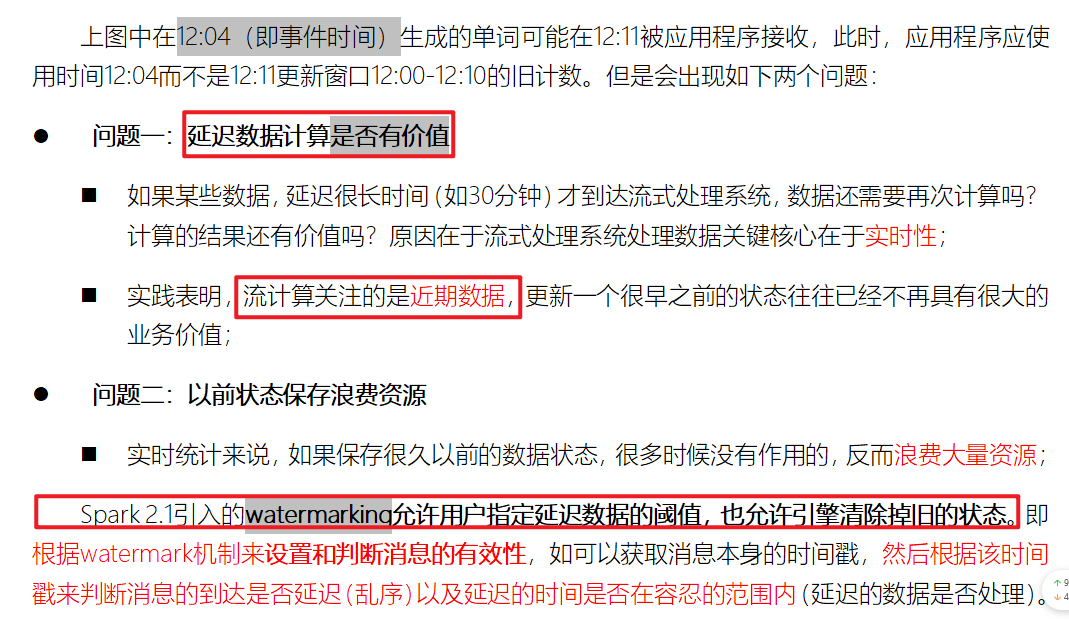 上图中在12:04（即事件时间）生成的单词可能在12:11被应用程序接收，此时，应用程序应使
用时间12:04而不是12:11更新窗口12:00-12:10的旧计数。但是会出现如下两个问题：
● 问题一：延迟数据计算是否有价值
■ 如果某些数据，延迟很长时间（如30分钟）才到达流式处理系统，数据还需要再次计算吗？
计算的结果还有价值吗？原因在于流式处理系统处理数据关键核心在于实时性；
■ 实践表明，流计算关注的是近期数据，更新一个很早之前的状态往往已经不再具有很大的
业务价值；
● 问题二：以前状态保存浪费资源
■ 实时统计来说，如果保存很久以前的数据状态，很多时候没有作用的，反而浪费大量资源；
Spark 2.1引入的watermarking允许用户指定延迟数据的阈值，也允许引擎清除掉旧的状态。即
根据watermark机制来设置和判断消息的有效性，如可以获取消息本身的时间戳，然后根据该时间
戳来判断消息的到达是否延迟（乱序）以及延迟的时间是否在容忍的范围内（延迟的数据是否处理）。
↑ 9
↓ 4